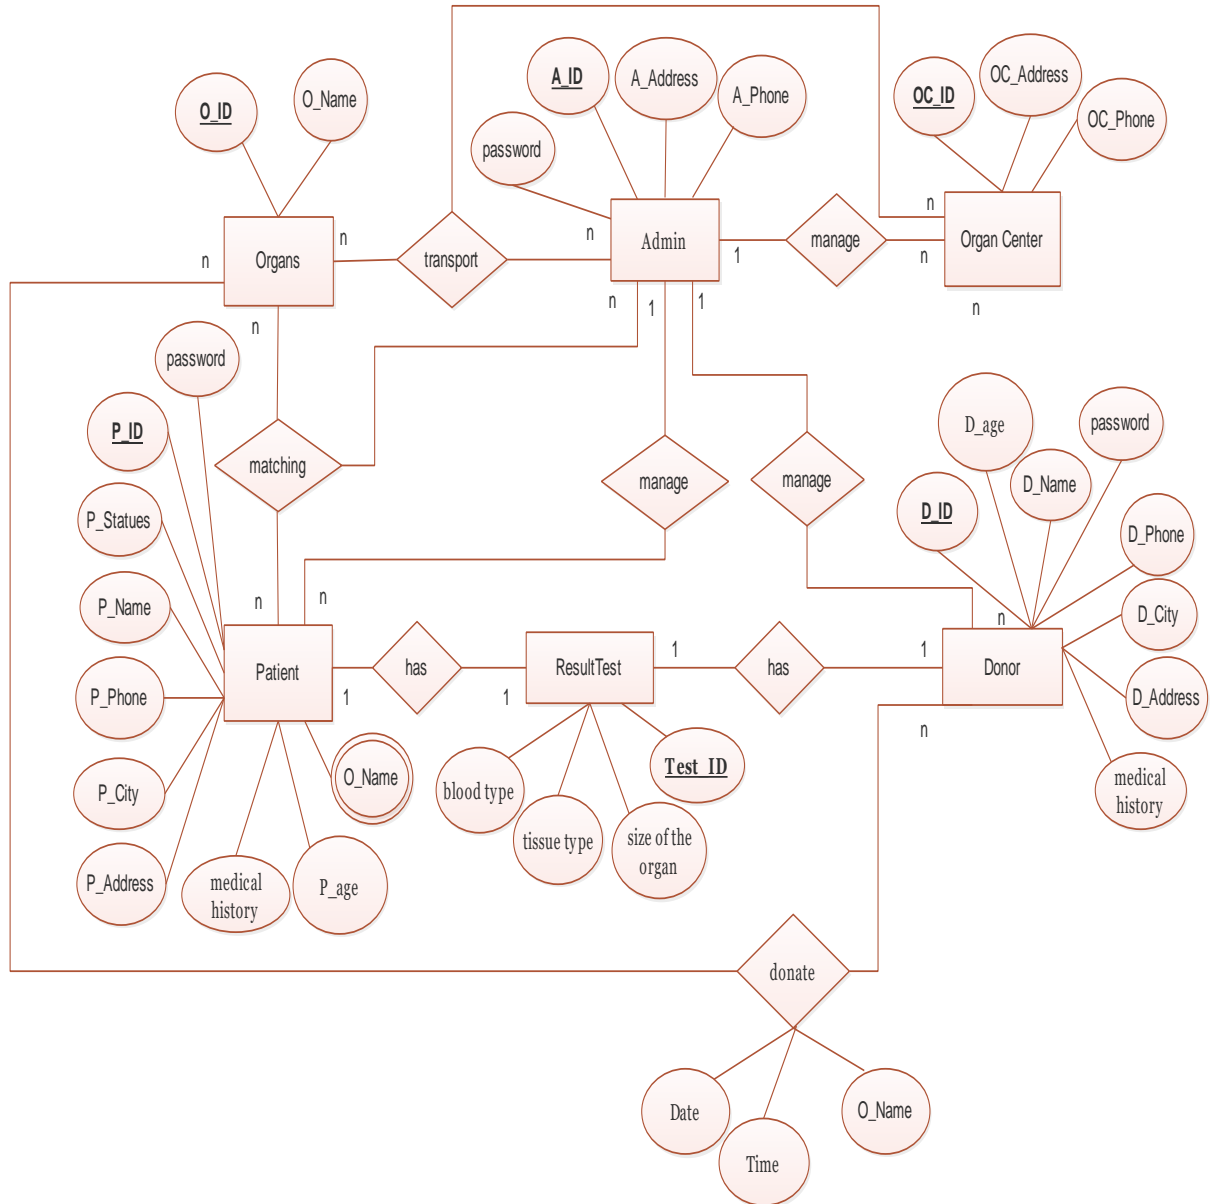 A_ID
A_Address
A_Phone
password
O_ID
O_Name
OC_ID
OC_Address
OC_Phone
Organs
n
n
n
transport
Admin
n
n
1
1
1
manage
Organ Center
n
n
n
password
P_ID
P_Statues
P_Name
P_Phone
P_City
P_Address
matching
manage
manage
D_age
password
D_Name
D_ID
D_Phone
D_City
D_Address
medical
history
n
n
Patient
1
has
1
ResultTest
1
has
1
n
Donor
n
O_Name
medical
history
P_age
blood type
tissue type
size of the
organ
Test_ID
donate
Date
Time
O_Name